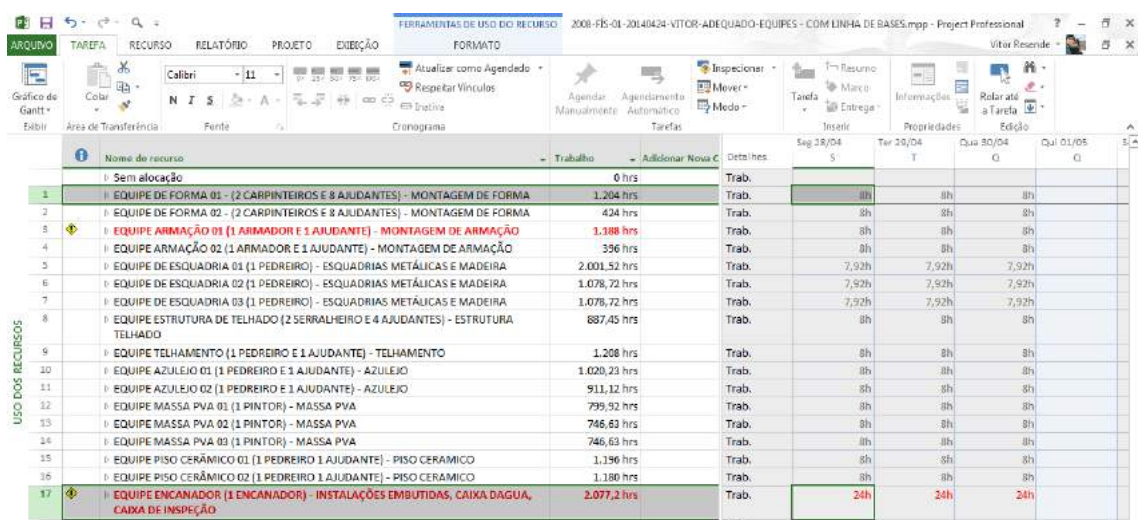 FERRAMENTAS DE USO DO RECURSO 2008-FÍS-01-20140424-VITOR-ADEQUADO-EQUIPES - COM LINHA DE BASES.mpp - Project Professional ?
ARQUIVO TAREFA RECURSO RELATÓRIO PROJETO EXIBIÇÃO FORMATO Vitor Resende
Gráfico de Gantt
Colar
Calibri 11
N I S
Atualizar como Agendado
Respeitar Vínculos
Inativa
Agendar Manualmente
Agendamento Automático
Inspecionar
Mover
Modo
Tarefa
Resumo
Marco
Entrega
Informações
Rolar até a Tarefa
Exibir Área de Transferência Fonte Cronograma Tarefas Inserir Propriedades Edição
Seg 28/04 Ter 29/04 Qua 30/04 Qui 01/05
Nome do recurso Trabalho Adicionar Nova C Detalhes S T Q Q
Sem alocação 0 hrs Trab.
1 EQUIPE DE FORMA 01 - (2 CARPINTEIROS E 8 AJUDANTES) - MONTAGEM DE FORMA 1.204 hrs Trab. 8h 8h 8h
2 EQUIPE DE FORMA 02 - (2 CARPINTEIROS E 8 AJUDANTES) - MONTAGEM DE FORMA 424 hrs Trab. 8h 8h 8h
3 EQUIPE ARMAÇÃO 01 (1 ARMADOR E 1 AJUDANTE) - MONTAGEM DE ARMAÇÃO 1.188 hrs Trab. 8h 8h 8h
4 EQUIPE ARMAÇÃO 02 (1 ARMADOR E 1 AJUDANTE) - MONTAGEM DE ARMAÇÃO 396 hrs Trab. 8h 8h 8h
5 EQUIPE DE ESQUADRIA 01 (1 PEDREIRO) - ESQUADRIAS METÁLICAS E MADEIRA 2.001,52 hrs Trab. 7,92h 7,92h 7,92h
6 EQUIPE DE ESQUADRIA 02 (1 PEDREIRO) - ESQUADRIAS METÁLICAS E MADEIRA 1.078,72 hrs Trab. 7,92h 7,92h 7,92h
7 EQUIPE DE ESQUADRIA 03 (1 PEDREIRO) - ESQUADRIAS METÁLICAS E MADEIRA 1.078,72 hrs Trab. 7,92h 7,92h 7,92h
8 EQUIPE ESTRUTURA DE TELHADO (2 SERRALHEIRO E 4 AJUDANTES) - ESTRUTURA 887,45 hrs Trab. 8h 8h 8h
TELHADO
9 EQUIPE TELHAMENTO (1 PEDREIRO E 1 AJUDANTE) - TELHAMENTO 1.208 hrs Trab. 8h 8h 8h
10 EQUIPE AZULEJO 01 (1 PEDREIRO E 1 AJUDANTE) - AZULEJO 1.020,23 hrs Trab. 8h 8h 8h
11 EQUIPE AZULEJO 02 (1 PEDREIRO E 1 AJUDANTE) - AZULEJO 911,12 hrs Trab. 8h 8h 8h
12 EQUIPE MASSA PVA 01 (1 PINTOR) - MASSA PVA 799,92 hrs Trab. 8h 8h 8h
13 EQUIPE MASSA PVA 02 (1 PINTOR) - MASSA PVA 746,63 hrs Trab. 8h 8h 8h
14 EQUIPE MASSA PVA 03 (1 PINTOR) - MASSA PVA 746,63 hrs Trab. 8h 8h 8h
15 EQUIPE PISO CERÂMICO 01 (1 PEDREIRO 1 AJUDANTE) - PISO CERAMICO 1.196 hrs Trab. 8h 8h 8h
16 EQUIPE PISO CERÂMICO 02 (1 PEDREIRO 1 AJUDANTE) - PISO CERAMICO 1.180 hrs Trab. 8h 8h 8h
17 EQUIPE ENCANADOR (1 ENCANADOR) - INSTALAÇÕES EMBUTIDAS, CAIXA DAGUA, 2.077,2 hrs Trab. 24h 24h 24h
CAIXA DE INSPEÇÃO
USO DOS RECURSOS